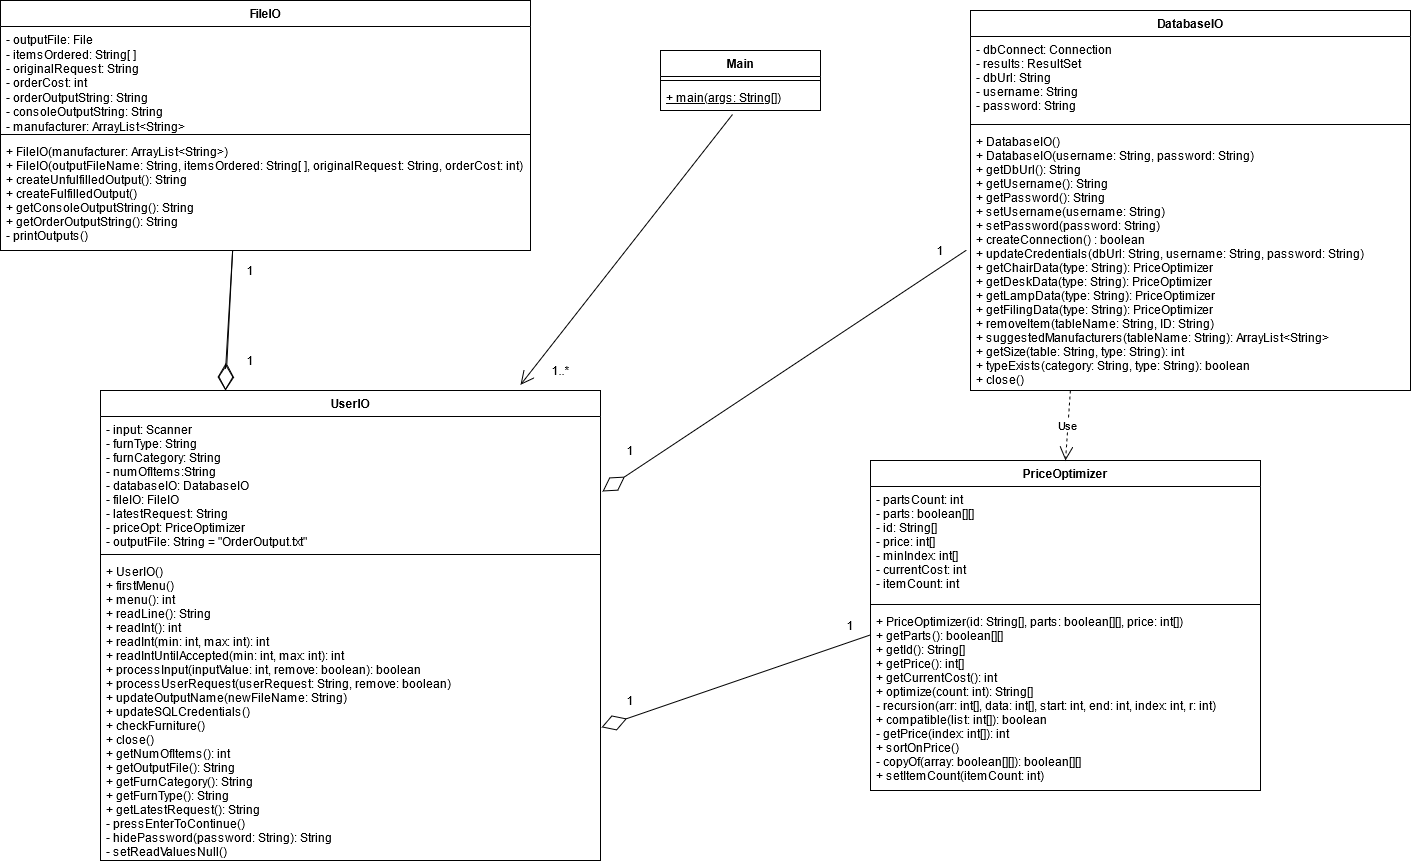 FileIO
- outputFile: File
- itemsOrdered: String[ ]
- originalRequest: String
- orderCost: int
- orderOutputString: String
- consoleOutputString: String
- manufacturer: ArrayList<String>
+ FileIO(manufacturer: ArrayList<String>)
+ FileIO(outputFileName: String, itemsOrdered: String[ ], originalRequest: String, orderCost: int)
+ createUnfulfilledOutput(): String
+ createFulfilledOutput()
+ getConsoleOutputString(): String
+ getOrderOutputString(): String
- printOutputs()
Main
+ main(args: String[])
DatabaseIO
- dbConnect: Connection
- results: ResultSet
- dbUrl: String
- username: String
- password: String
+ DatabaseIO()
+ DatabaseIO(username: String, password: String)
+ getDbUrl(): String
+ getUsername(): String
+ getPassword(): String
+ setUsername(username: String)
+ setPassword(password: String)
+ createConnection() : boolean
+ updateCredentials(dbUrl: String, username: String, password: String)
+ getChairData(type: String): PriceOptimizer
+ getDeskData(type: String): PriceOptimizer
+ getLampData(type: String): PriceOptimizer
+ getFilingData(type: String): PriceOptimizer
+ removeItem(tableName: String, ID: String)
+ suggestedManufacturers(tableName: String): ArrayList<String>
+ getSize(table: String, type: String): int
+ typeExists(category: String, type: String): boolean
+ close()
1
1
1..*
1
1
Use
UserIO
- input: Scanner
- furnType: String
- furnCategory: String
- numOfItems:String
- databaseIO: DatabaseIO
- fileIO: FileIO
- latestRequest: String
- priceOpt: PriceOptimizer
- outputFile: String = "OrderOutput.txt"
+ UserIO()
+ firstMenu()
+ menu(): int
+ readLine(): String
+ readInt(): int
+ readInt(min: int, max: int): int
+ readIntUntilAccepted(min: int, max: int): int
+ processInput(inputValue: int, remove: boolean): boolean
+ processUserRequest(userRequest: String, remove: boolean)
+ updateOutputName(newFileName: String)
+ updateSQLCredentials()
+ checkFurniture()
+ close()
+ getNumOfItems(): int
+ getOutputFile(): String
+ getFurnCategory(): String
+ getFurnType(): String
+ getLatestRequest(): String
- pressEnterToContinue()
- hidePassword(password: String): String
- setReadValuesNull()
1
1
PriceOptimizer
- partsCount: int
- parts: boolean[][]
- id: String[]
- price: int[]
- minIndex: int[]
- currentCost: int
- itemCount: int
+ PriceOptimizer(id: String[], parts: boolean[][], price: int[])
+ getParts(): boolean[][]
+ getId(): String[]
+ getPrice(): int[]
+ getCurrentCost(): int
+ optimize(count: int): String[]
- recursion(arr: int[], data: int[], start: int, end: int, index: int, r: int)
+ compatible(list: int[]): boolean
- getPrice(index: int[]): int
+ sortOnPrice()
- copyOf(array: boolean[][]): boolean[][]
+ setItemCount(itemCount: int)